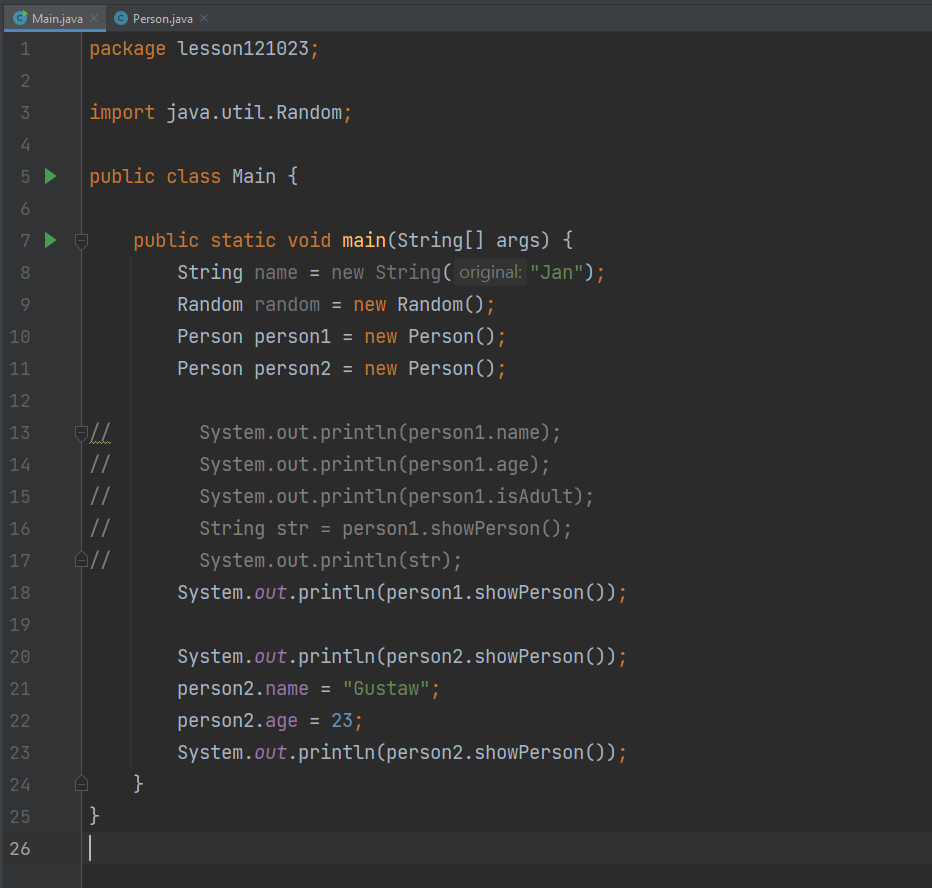 Main.java Person.java
1 package lesson121023;
2
3 import java.util.Random;
4
5 public class Main {
6
7     public static void main(String[] args) {
8         String name = new String( original: "Jan");
9         Random random = new Random();
10         Person person1 = new Person();
11         Person person2 = new Person();
12
13 //        System.out.println(person1.name);
14 //        System.out.println(person1.age);
15 //        System.out.println(person1.isAdult);
16 //        String str = person1.showPerson();
17 //        System.out.println(str);
18         System.out.println(person1.showPerson());
19
20         System.out.println(person2.showPerson());
21         person2.name = "Gustaw";
22         person2.age = 23;
23         System.out.println(person2.showPerson());
24     }
25 }
26